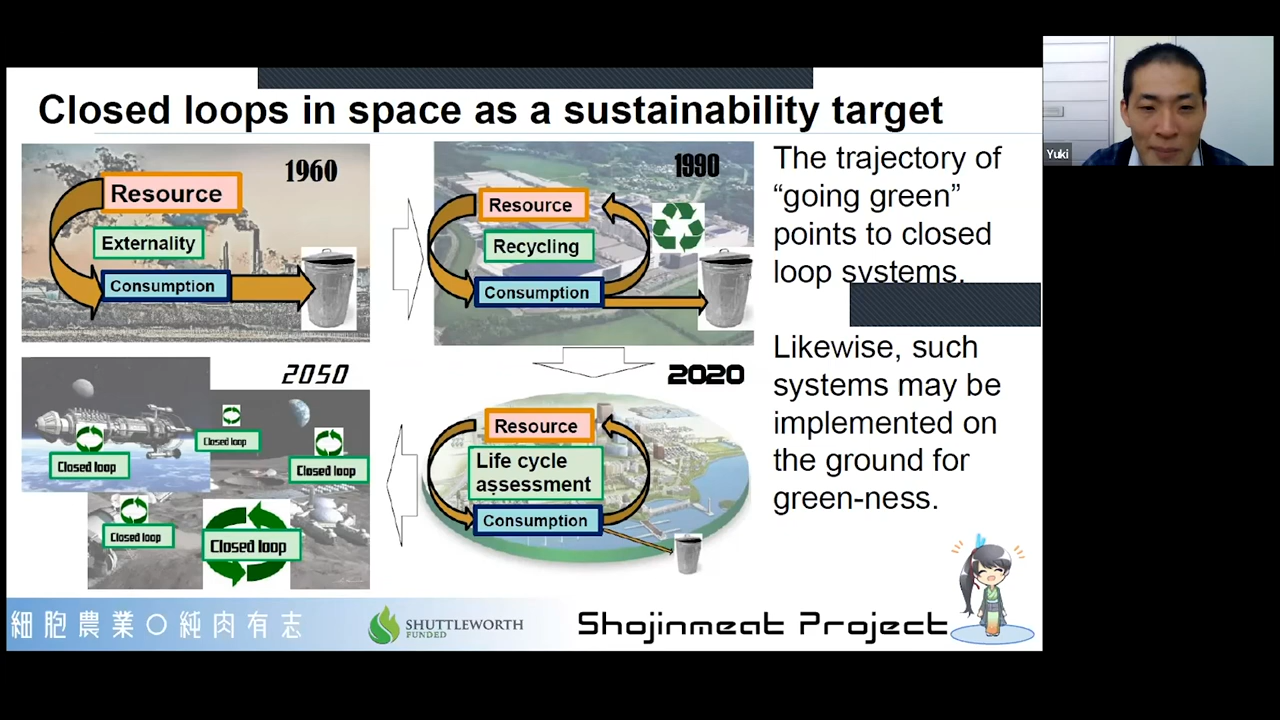 Closed loops in space as a sustainability target
1960
Resource
Externality
Consumption
1990
Resource
Recycling
Consumption
The trajectory of
“going green”
points to closed
loop systems.
Likewise, such
systems may be
implemented on
the ground for
green-ness.
2050
Closed loop
Closed loop
Closed loop
Closed loop
Closed loop
2020
Resource
Life cycle
assessment
Consumption
細胞農業〇純肉有志
SHUTTLEWORTH
FUNDED
Shojinmeat Project
Yuki